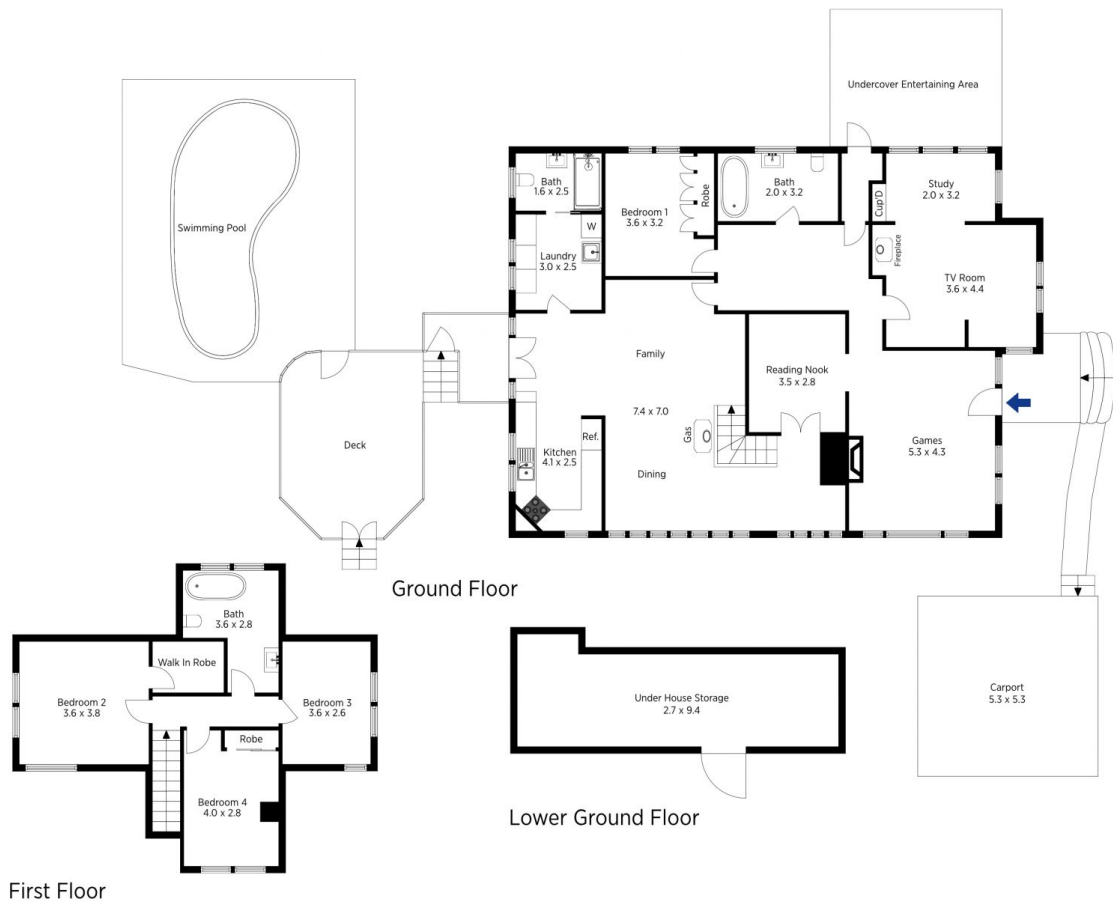 Undercover Entertaining Area
Swimming Pool
Bath
1.6 x 2.5
Bedroom 1
3.6 x 3.2
Robe
Bath
2.0 x 3.2
Cup'D
Study
2.0 x 3.2
W
Laundry
3.0 x 2.5
Fireplace
TV Room
3.6 x 4.4
Family
7.4 x 7.0
Reading Nook
3.5 x 2.8
Deck
Kitchen
4.1 x 2.5
Ref.
Gas
Dining
Games
5.3 x 4.3
Ground Floor
Bath
3.6 x 2.8
Walk In Robe
Bedroom 2
3.6 x 3.8
Bedroom 3
3.6 x 2.6
Robe
Bedroom 4
4.0 x 2.8
First Floor
Under House Storage
2.7 x 9.4
Lower Ground Floor
Carport
5.3 x 5.3